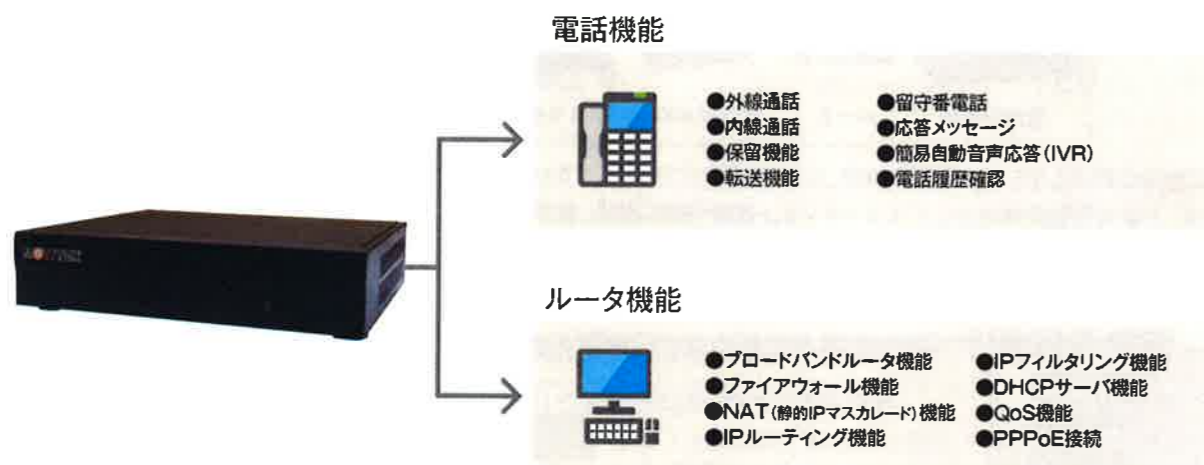 電話機能
●外線通話
●内線通話
●保留機能
●転送機能
●留守番電話
●応答メッセージ
●簡易自動音声応答(IVR)
●電話履歴確認
ルータ機能
●ブロードバンドルータ機能
●ファイアウォール機能
●NAT(静的IPマスカレード)機能
●IPルーティング機能
●IPフィルタリング機能
●DHCPサーバ機能
●QoS機能
●PPPoE接続